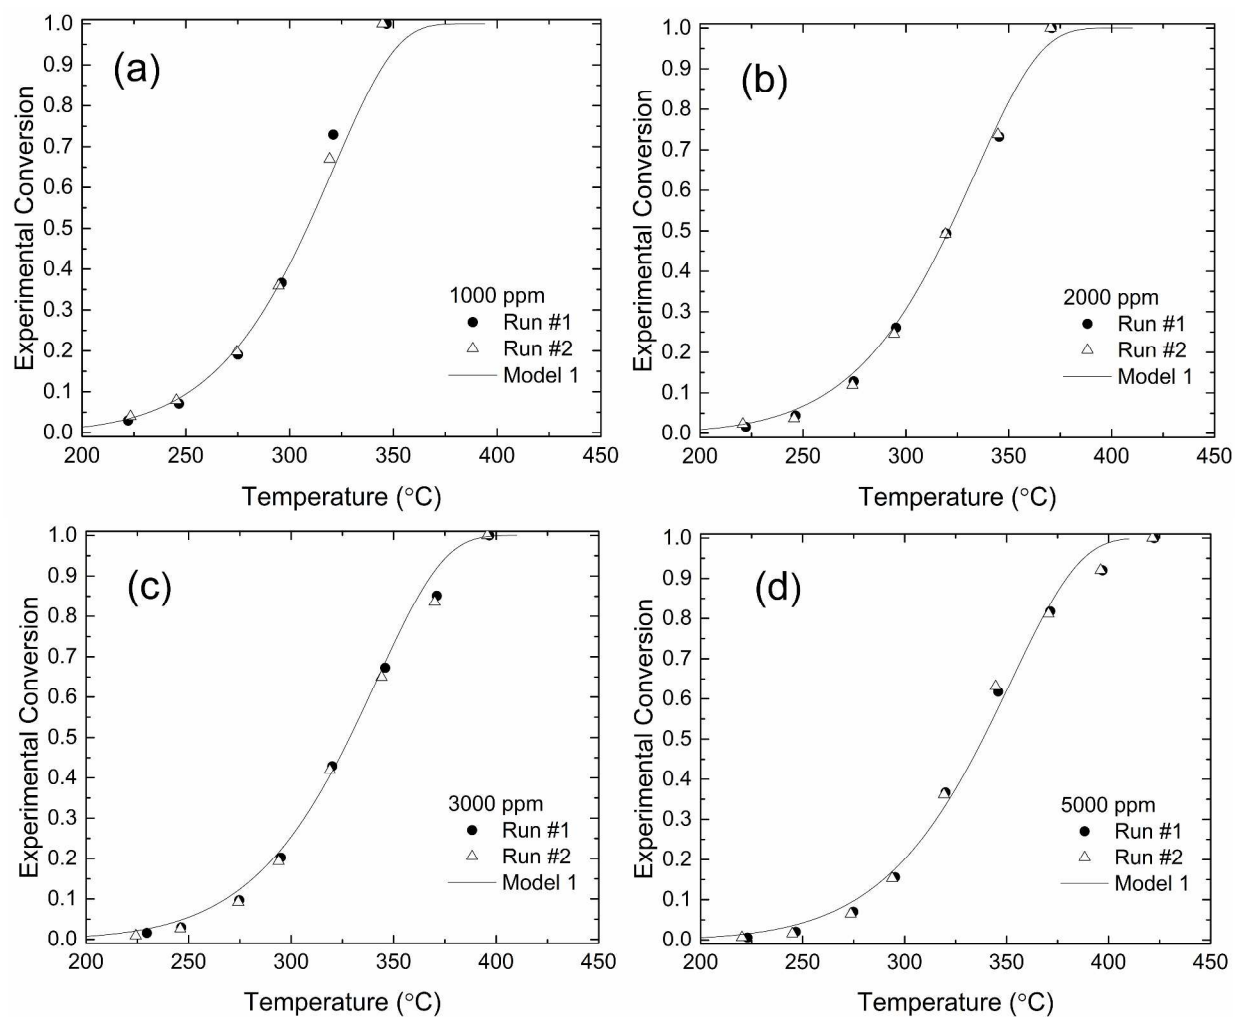 (a)
Experimental Conversion
1.0
0.9
0.8
0.7
0.6
0.5
0.4
0.3
0.2
0.1
0.0
1000 ppm
Run #1
Run #2
Model 1
200 250 300 350 400 450
Temperature (°C)
(b)
Experimental Conversion
1.0
0.9
0.8
0.7
0.6
0.5
0.4
0.3
0.2
0.1
0.0
2000 ppm
Run #1
Run #2
Model 1
200 250 300 350 400 450
Temperature (°C)
(c)
Experimental Conversion
1.0
0.9
0.8
0.7
0.6
0.5
0.4
0.3
0.2
0.1
0.0
3000 ppm
Run #1
Run #2
Model 1
200 250 300 350 400 450
Temperature (°C)
(d)
Experimental Conversion
1.0
0.9
0.8
0.7
0.6
0.5
0.4
0.3
0.2
0.1
0.0
5000 ppm
Run #1
Run #2
Model 1
200 250 300 350 400 450
Temperature (°C)